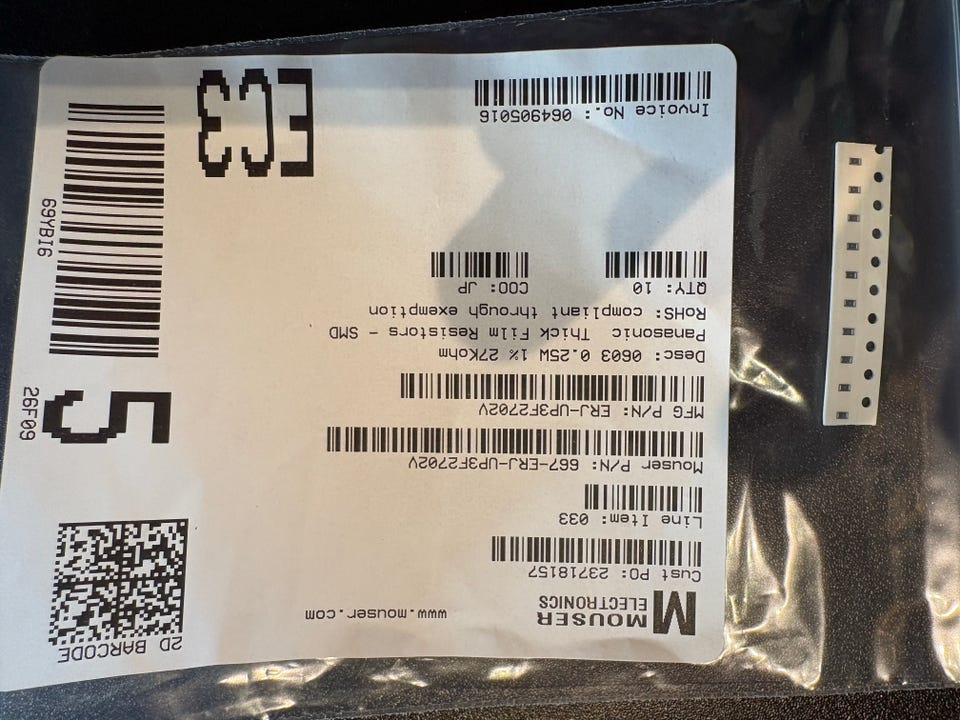 MOUSER
ELECTRONICS
www.mouser.com
2D BARCODE
Cust PO: 23718157
Line Item: 033
Mouser P/N: 667-ERJ-UP3F2702V
MFG P/N: ERJ-UP3F2702V
Desc: 0603 0.25W 1% 27Kohm
Panasonic Thick Film Resistors - SMD
RoHS: compliant through exemption
QTY: 10
COO: JP
Invoice No.: 064905016
5
26F09
69YBI6
EC3